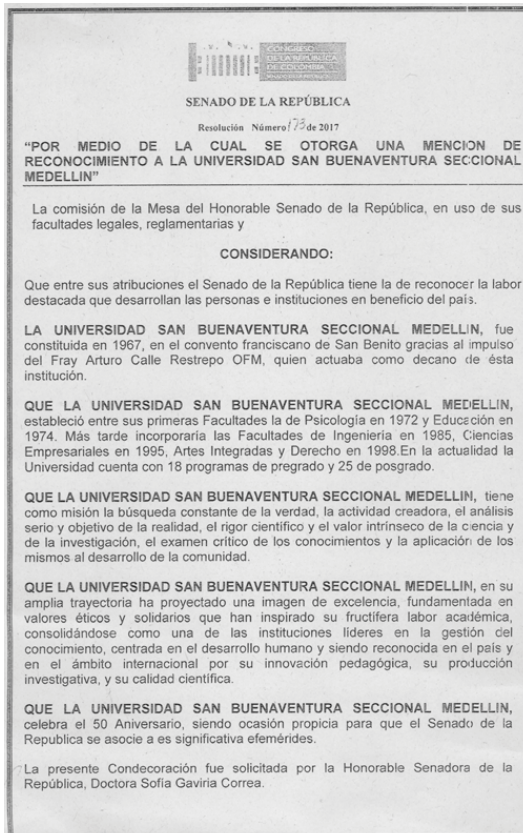 CONGRESO
DE LA REPÚBLICA
DE COLOMBIA
SENADO DE LA REPÚBLICA
Resolución Número 173 de 2017
“POR MEDIO DE LA CUAL SE OTORGA UNA MENCION DE
RECONOCIMIENTO A LA UNIVERSIDAD SAN BUENAVENTURA SECCIONAL
MEDELLIN”
La comisión de la Mesa del Honorable Senado de la República, en uso de sus
facultades legales, reglamentarias y
CONSIDERANDO:
Que entre sus atribuciones el Senado de la República tiene la de reconocer la labor
destacada que desarrollan las personas e instituciones en beneficio del país.
LA UNIVERSIDAD SAN BUENAVENTURA SECCIONAL MEDELLIN, fue
constituida en 1967, en el convento franciscano de San Benito gracias al impulso
del Fray Arturo Calle Restrepo OFM, quien actuaba como decano de ésta
institución.
QUE LA UNIVERSIDAD SAN BUENAVENTURA SECCIONAL MEDELLIN,
estableció entre sus primeras Facultades la de Psicología en 1972 y Educación en
1974. Más tarde incorporaría las Facultades de Ingeniería en 1985, Ciencias
Empresariales en 1995, Artes Integradas y Derecho en 1998.En la actualidad la
Universidad cuenta con 18 programas de pregrado y 25 de posgrado.
QUE LA UNIVERSIDAD SAN BUENAVENTURA SECCIONAL MEDELLIN, tiene
como misión la búsqueda constante de la verdad, la actividad creadora, el análisis
serio y objetivo de la realidad, el rigor científico y el valor intrínseco de la ciencia y
de la investigación, el examen crítico de los conocimientos y la aplicación de los
mismos al desarrollo de la comunidad.
QUE LA UNIVERSIDAD SAN BUENAVENTURA SECCIONAL MEDELLIN, en su
amplia trayectoria ha proyectado una imagen de excelencia, fundamentada en
valores éticos y solidarios que han inspirado su fructífera labor académica,
consolidándose como una de las instituciones líderes en la gestión del
conocimiento, centrada en el desarrollo humano y siendo reconocida en el país y
en el ámbito internacional por su innovación pedagógica, su producción
investigativa, y su calidad científica.
QUE LA UNIVERSIDAD SAN BUENAVENTURA SECCIONAL MEDELLIN,
celebra el 50 Aniversario, siendo ocasión propicia para que el Senado de la
Republica se asocie a es significativa efemérides.
La presente Condecoración fue solicitada por la Honorable Senadora de la
República, Doctora Sofía Gaviria Correa.